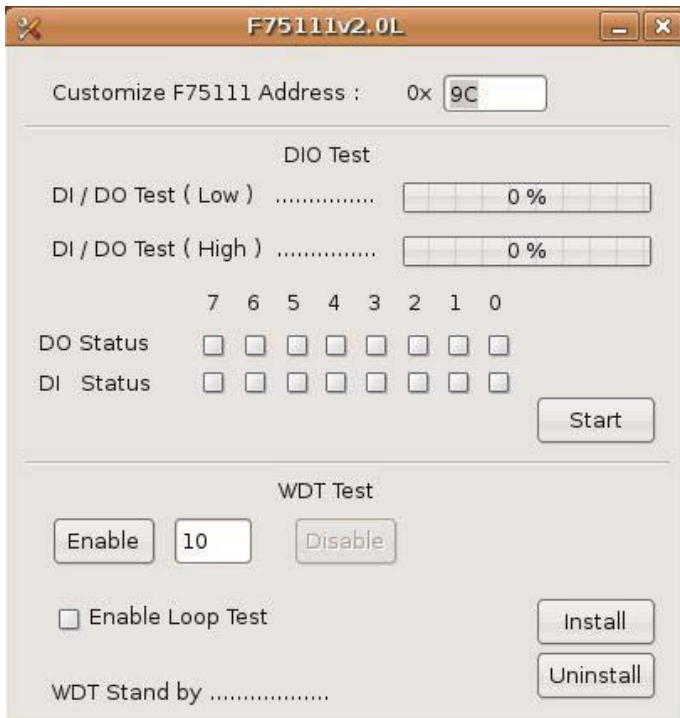 F75111v2.0L
Customize F75111 Address : 0x 9C
DIO Test
DI / DO Test ( Low ) ............... 0 %
DI / DO Test ( High ) ............... 0 %
7 6 5 4 3 2 1 0
DO Status
DI Status
Start
WDT Test
Enable 10 Disable
Enable Loop Test
Install
Uninstall
WDT Stand by ..................